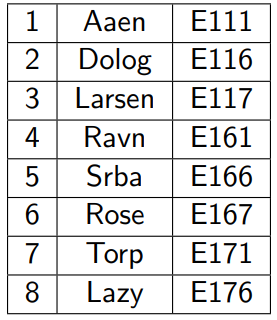 1 Aaen E111
2 Dolog E116
3 Larsen E117
4 Ravn E161
5 Srba E166
6 Rose E167
7 Torp E171
8 Lazy E176